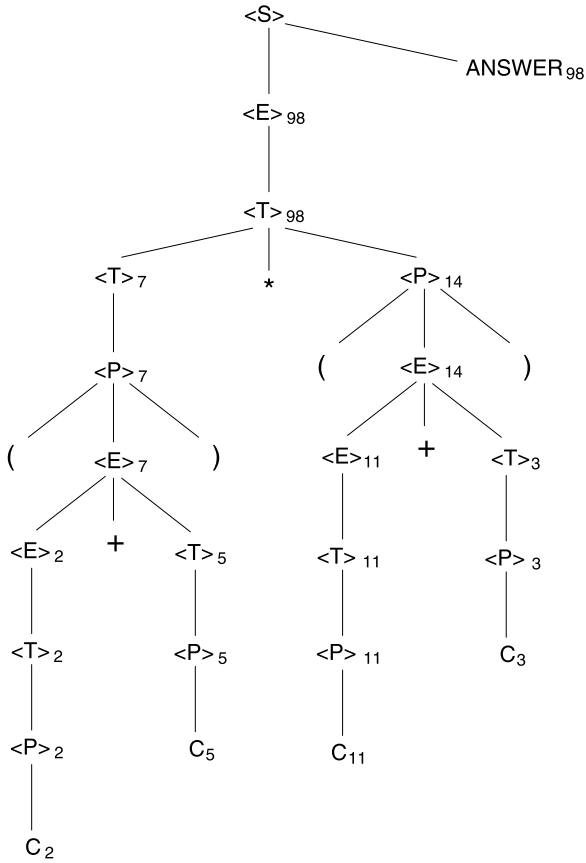 <S>
ANSWER₉₈
<E>₉₈
<T>₉₈
<T>₇ * <P>₁₄
<P>₇ ( <E>₁₄ )
( <E>₇ ) <E>₁₁ + <T>₃
<E>₂ + <T>₅ <T>₁₁ <P>₃
<T>₂ <P>₅ <P>₁₁ C₃
<P>₂ C₅ C₁₁
C₂